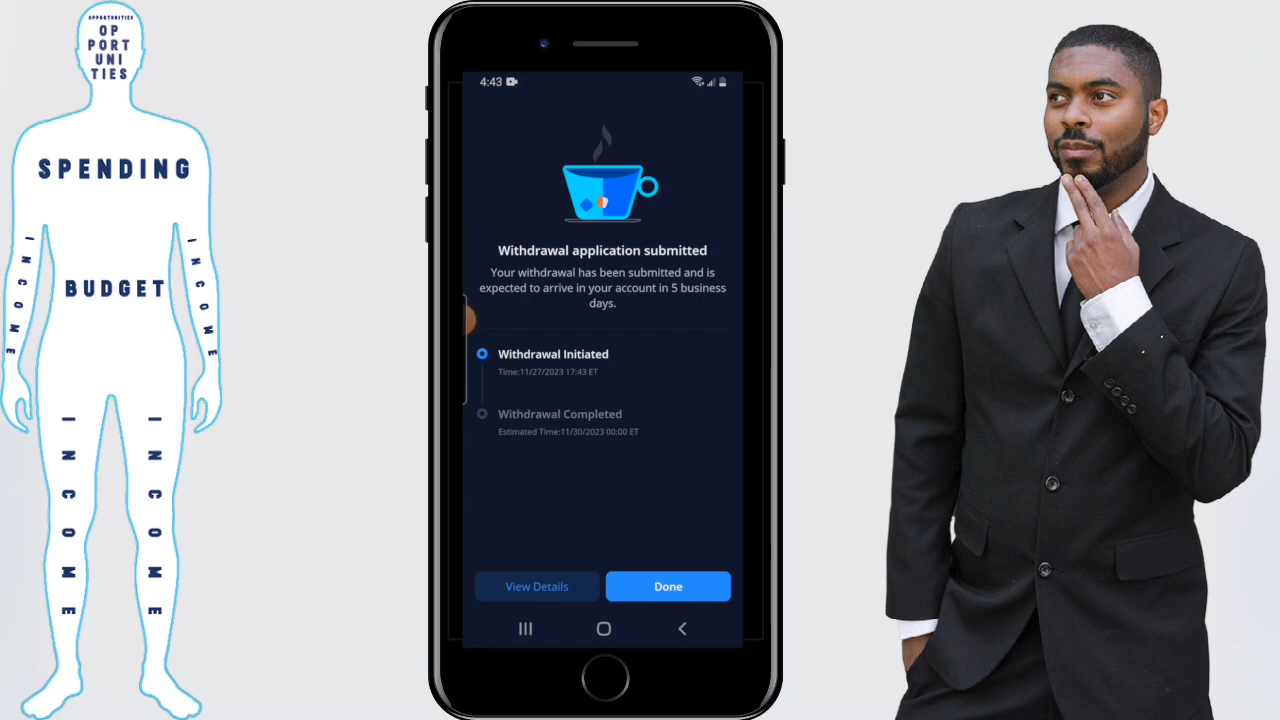 OPPORTUNITIES
OP
PORT
UNI
TIES
SPENDING
INCOME
INCOME
BUDGET
INCOME
INCOME
4:43
Withdrawal application submitted
Your withdrawal has been submitted and is
expected to arrive in your account in 5 business
days.
Withdrawal Initiated
Time:11/27/2023 17:43 ET
Withdrawal Completed
Estimated Time:11/30/2023 00:00 ET
View Details
Done